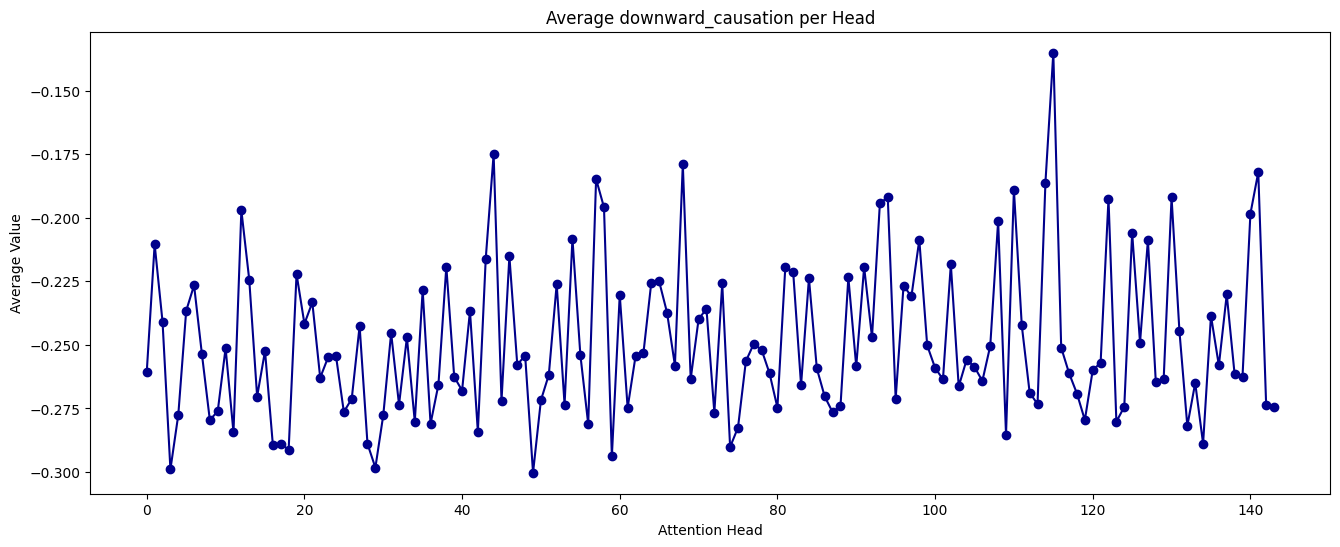 Average downward_causation per Head
Average Value
−0.150
−0.175
−0.200
−0.225
−0.250
−0.275
−0.300
0 20 40 60 80 100 120 140
Attention Head